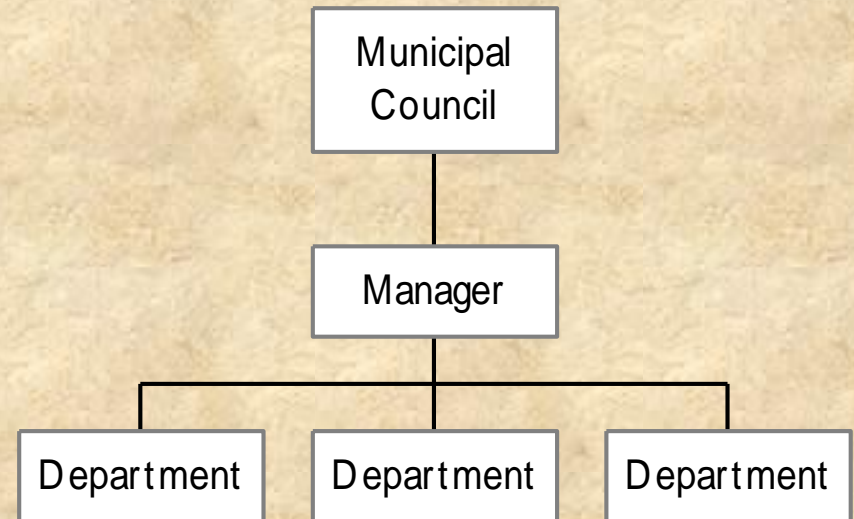 Municipal
Council
Manager
Department
Department
Department